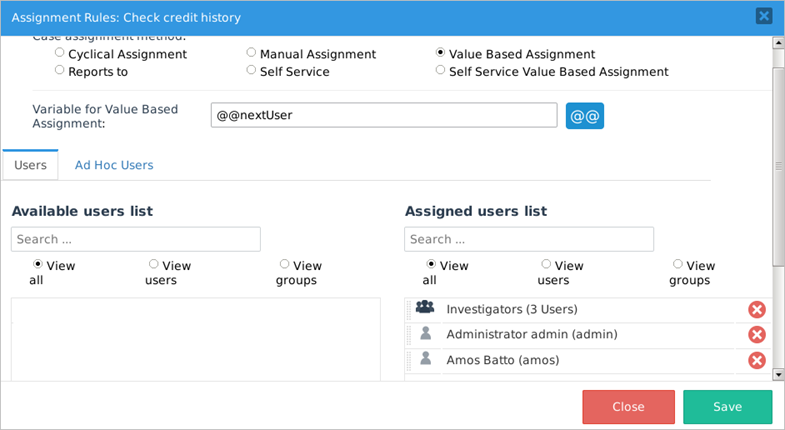 Assignment Rules: Check credit history
Case assignment method:
Cyclical Assignment Manual Assignment Value Based Assignment
Reports to Self Service Self Service Value Based Assignment
Variable for Value Based
Assignment:
@@nextUser @@
Users Ad Hoc Users
Available users list Assigned users list
Search ... Search ...
View all View users View groups View all View users View groups
Investigators (3 Users)
Administrator admin (admin)
Amos Batto (amos)
Close Save